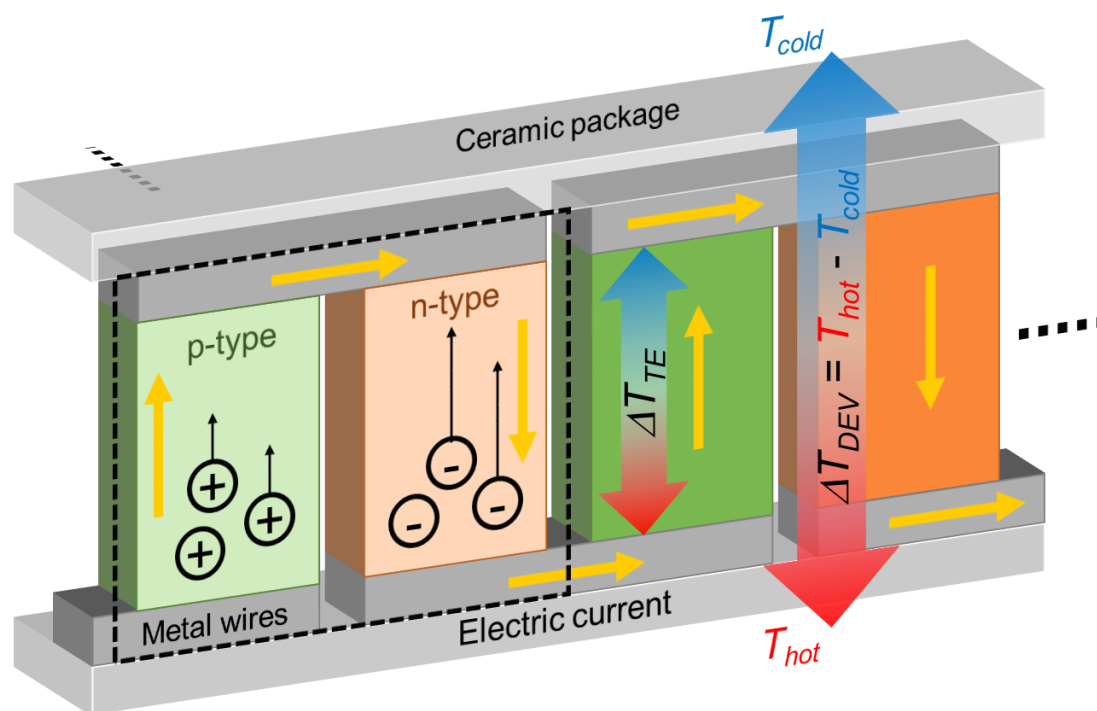 T_cold
Ceramic package
p-type
n-type
ΔT_TE
ΔT_DEV = T_hot - T_cold
+
+
+
-
-
-
Metal wires
Electric current
T_hot